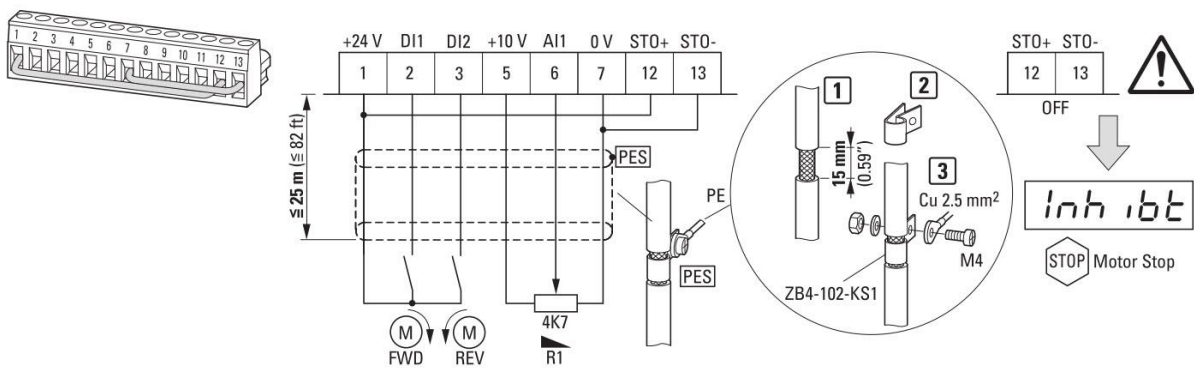 1 2 3 4 5 6 7 8 9 10 11 12 13
+24 V DI1 DI2 +10 V AI1 0 V STO+ STO-
1 2 3 5 6 7 12 13
≤ 25 m (≤ 82 ft)
PES
PE
PES
4K7
R1
M
FWD
M
REV
1
2
15 mm
(0.59")
3
Cu 2.5 mm²
M4
ZB4-102-KS1
STO+ STO-
12 13
OFF
Inhibt
STOP Motor Stop